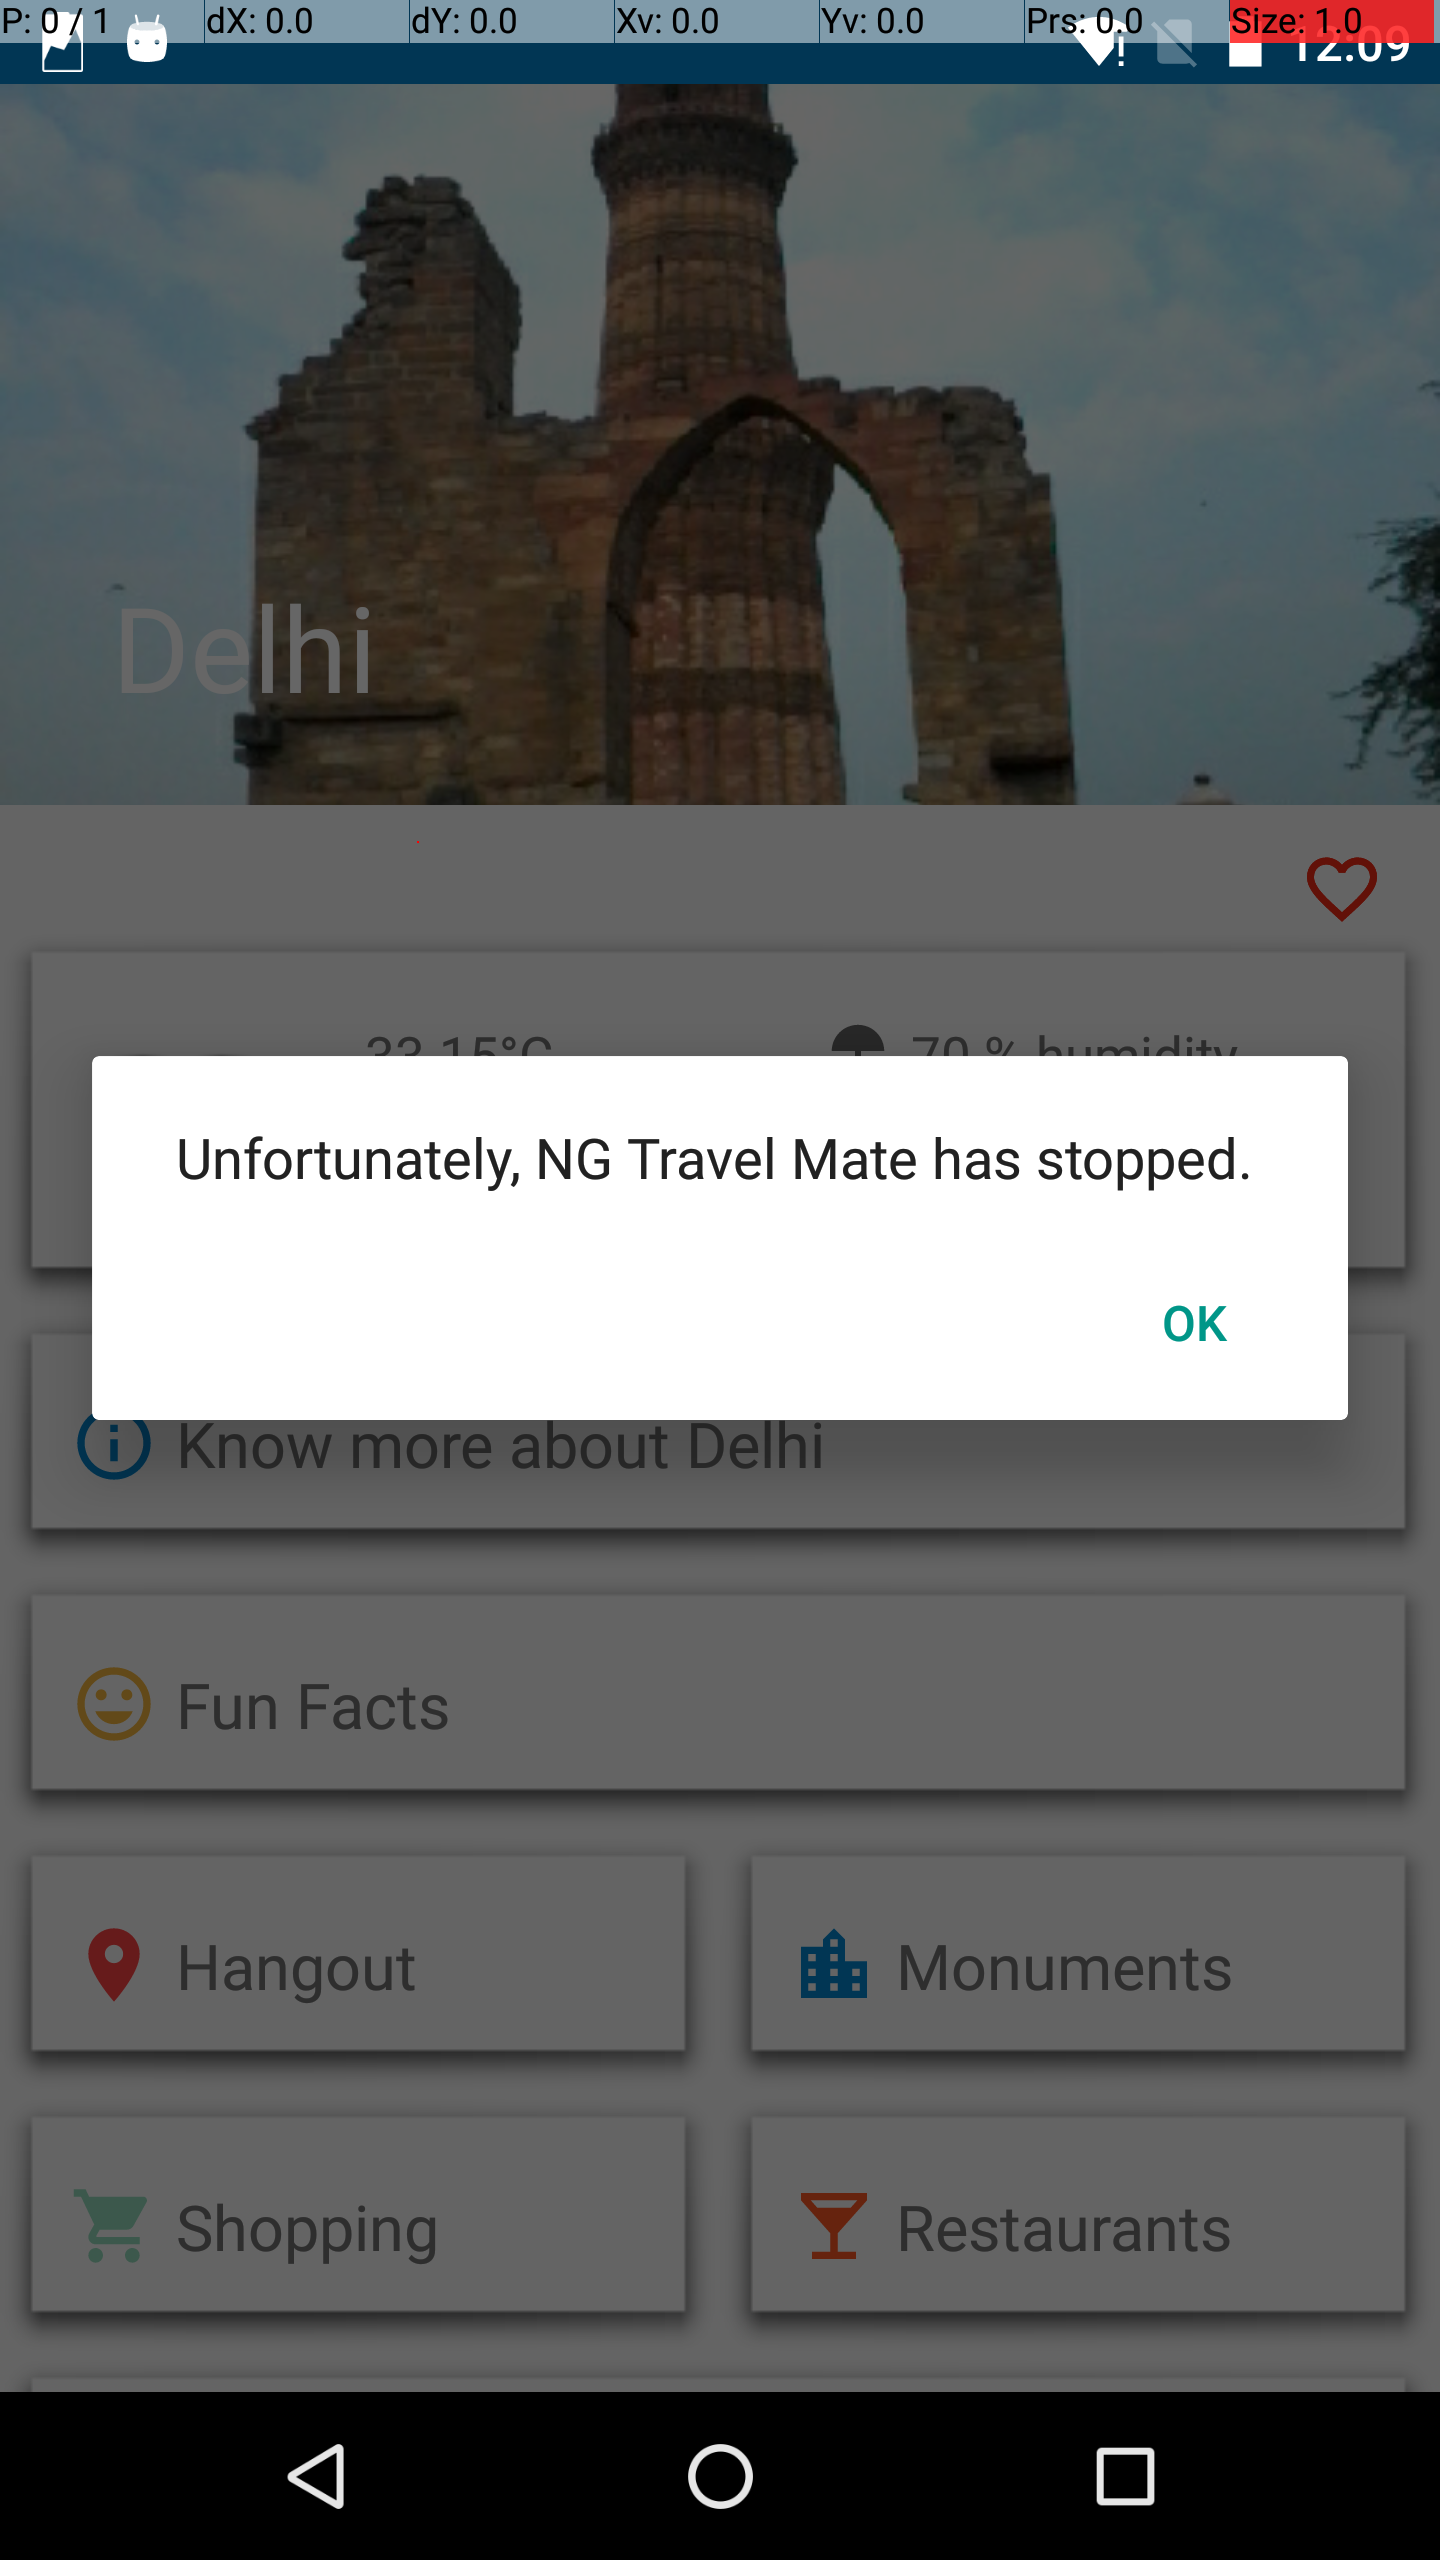 P: 0 / 1 dX: 0.0 dY: 0.0 Xv: 0.0 Yv: 0.0 Prs: 0.0 Size: 1.0
12:09
Delhi
33.15°C 70 % humidity
Unfortunately, NG Travel Mate has stopped.
OK
Know more about Delhi
Fun Facts
Hangout Monuments
Shopping Restaurants